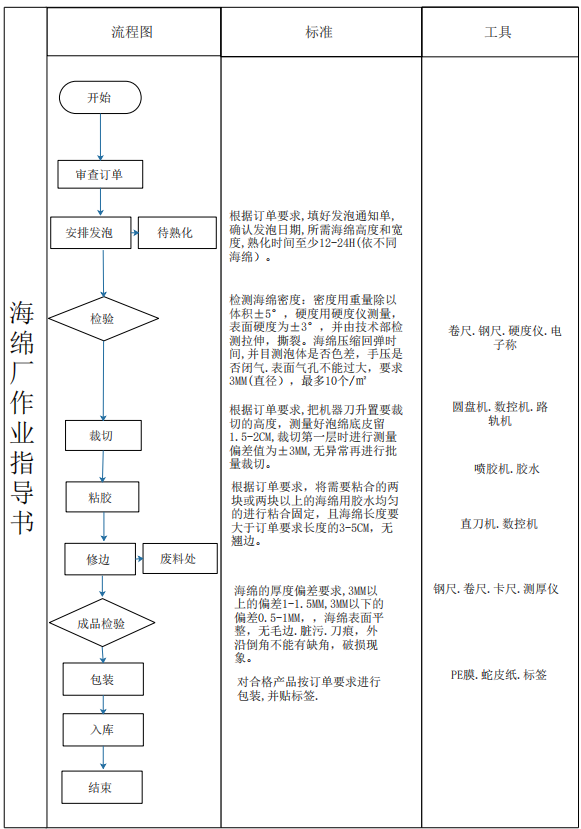 海绵厂作业指导书
流程图
标准
工具
开始
审查订单
安排发泡
待熟化
根据订单要求,填好发泡通知单,
确认发泡日期,所需海绵高度和宽
度,熟化时间至少12-24H(依不同
海绵）。
检验
检测海绵密度：密度用重量除以
体积±5°，硬度用硬度仪测量，
表面硬度为±3°，并由技术部检
测拉伸，撕裂。海绵压缩回弹时
间,并目测泡体是否色差，手压是
否闭气.表面气孔不能过大，要求
3MM(直径），最多10个/㎡
卷尺.钢尺.硬度仪.电
子称
裁切
根据订单要求,把机器刀升置要裁
切的高度，测量好泡绵底皮留
1.5-2CM,裁切第一层时进行测量
偏差值为±3MM,无异常再进行批
量裁切。
圆盘机.数控机.路
轨机
粘胶
根据订单要求，将需要粘合的两
块或两块以上的海绵用胶水均匀
的进行粘合固定，且海绵长度要
大于订单要求长度的3-5CM，无
翘边。
喷胶机.胶水
修边
废料处
直刀机.数控机
成品检验
海绵的厚度偏差要求,3MM以
上的偏差1-1.5MM,3MM以下的
偏差0.5-1MM，，海绵表面平
整，无毛边.脏污.刀痕，外
沿倒角不能有缺角，破损现
象。
钢尺.卷尺.卡尺.测厚仪
包装
对合格产品按订单要求进行
包装,并贴标签.
PE膜.蛇皮纸.标签
入库
结束